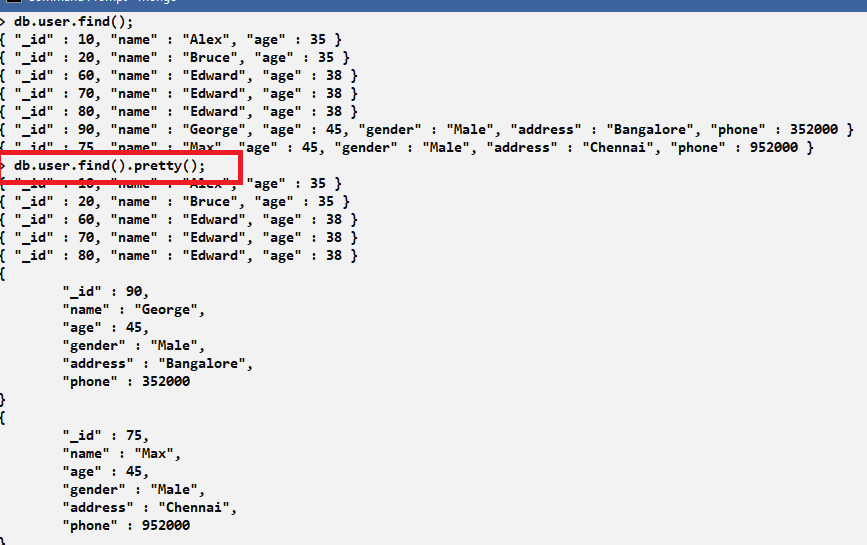 > db.user.find();
{ "_id" : 10, "name" : "Alex", "age" : 35 }
{ "_id" : 20, "name" : "Bruce", "age" : 35 }
{ "_id" : 60, "name" : "Edward", "age" : 38 }
{ "_id" : 70, "name" : "Edward", "age" : 38 }
{ "_id" : 80, "name" : "Edward", "age" : 38 }
{ "_id" : 90, "name" : "George", "age" : 45, "gender" : "Male", "address" : "Bangalore", "phone" : 352000 }
{ "_id" : 75, "name" : "Max", "age" : 45, "gender" : "Male", "address" : "Chennai", "phone" : 952000 }
> db.user.find().pretty();
{ "_id" : 10, "name" : "Alex", "age" : 35 }
{ "_id" : 20, "name" : "Bruce", "age" : 35 }
{ "_id" : 60, "name" : "Edward", "age" : 38 }
{ "_id" : 70, "name" : "Edward", "age" : 38 }
{ "_id" : 80, "name" : "Edward", "age" : 38 }
{
"_id" : 90,
"name" : "George",
"age" : 45,
"gender" : "Male",
"address" : "Bangalore",
"phone" : 352000
}
{
"_id" : 75,
"name" : "Max",
"age" : 45,
"gender" : "Male",
"address" : "Chennai",
"phone" : 952000
}